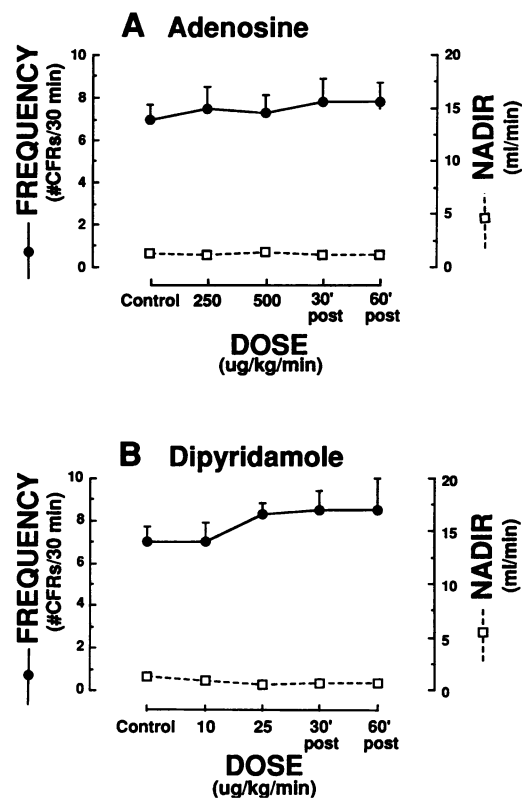 A Adenosine
FREQUENCY
(#CFRs/30 min)
10
8
6
4
2
0
20
15
10
5
0
NADIR
(ml/min)
Control 250 500 30' post 60' post
DOSE
(ug/kg/min)
B Dipyridamole
FREQUENCY
(#CFRs/30 min)
10
8
6
4
2
0
20
15
10
5
0
NADIR
(ml/min)
Control 10 25 30' post 60' post
DOSE
(ug/kg/min)